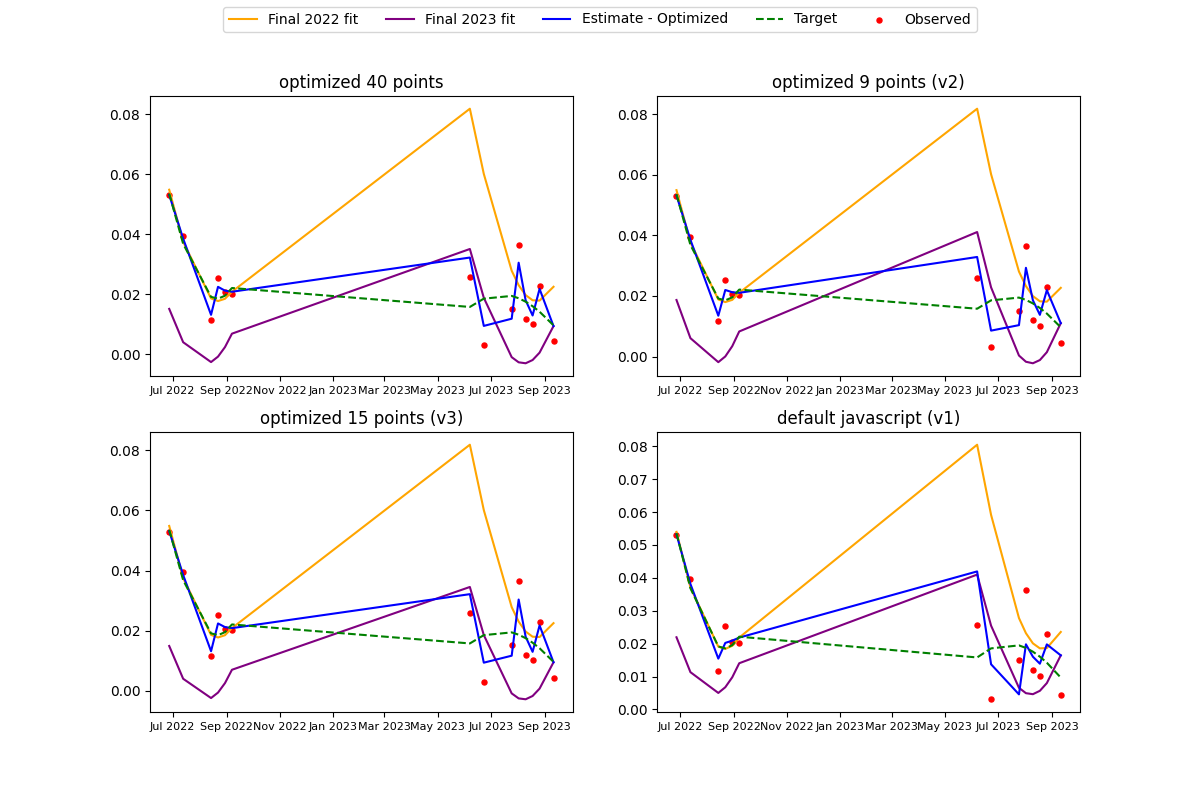 Final 2022 fit Final 2023 fit Estimate - Optimized Target Observed
optimized 40 points
0.08
0.06
0.04
0.02
0.00
Jul 2022 Sep 2022 Nov 2022 Jan 2023 Mar 2023 May 2023 Jul 2023 Sep 2023
optimized 9 points (v2)
0.08
0.06
0.04
0.02
0.00
Jul 2022 Sep 2022 Nov 2022 Jan 2023 Mar 2023 May 2023 Jul 2023 Sep 2023
optimized 15 points (v3)
0.08
0.06
0.04
0.02
0.00
Jul 2022 Sep 2022 Nov 2022 Jan 2023 Mar 2023 May 2023 Jul 2023 Sep 2023
default javascript (v1)
0.08
0.07
0.06
0.05
0.04
0.03
0.02
0.01
0.00
Jul 2022 Sep 2022 Nov 2022 Jan 2023 Mar 2023 May 2023 Jul 2023 Sep 2023